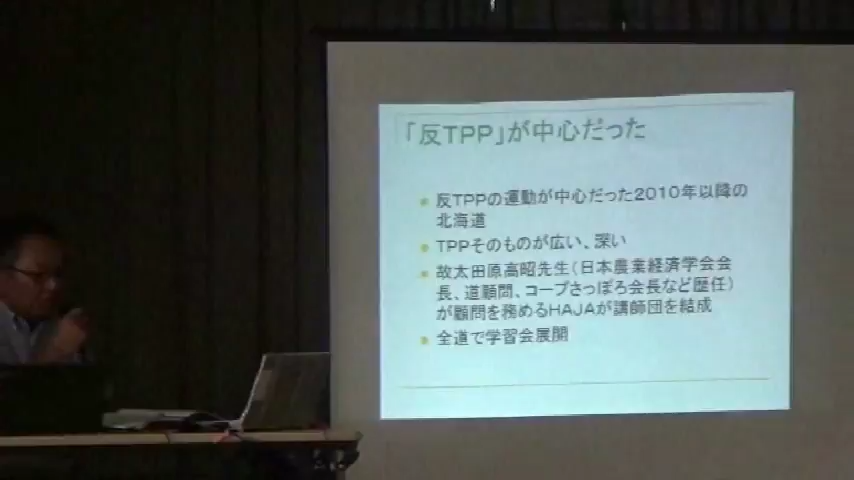 「反TPP」が中心だった
反TPPの運動が中心だった2010年以降の
北海道
TPPそのものが広い、深い
故太田原高昭先生(日本農業経済学会会
長、道顧問、コープさっぽろ会長など歴任)
が顧問を務めるHAJAが講師団を結成
全道で学習会展開